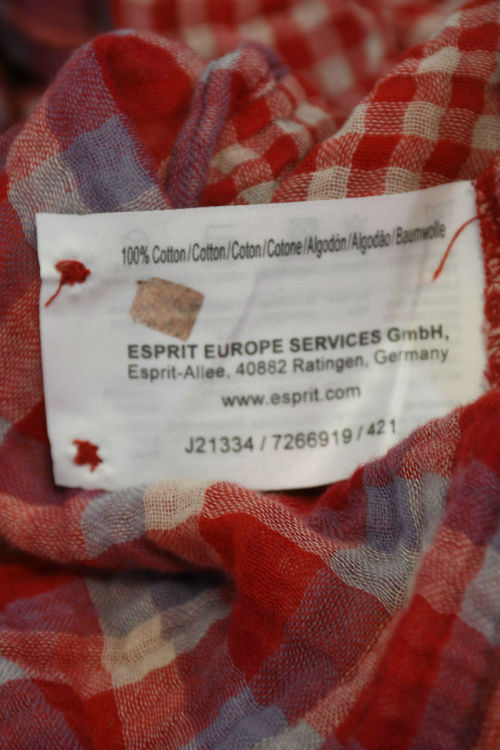 100% Cotton/Cotton/Coton/Cotone/Algodón/Algodão/Baumwolle
ESPRIT EUROPE SERVICES GmbH,
Esprit-Allee, 40882 Ratingen, Germany
www.esprit.com
J21334 / 7266919 / 421